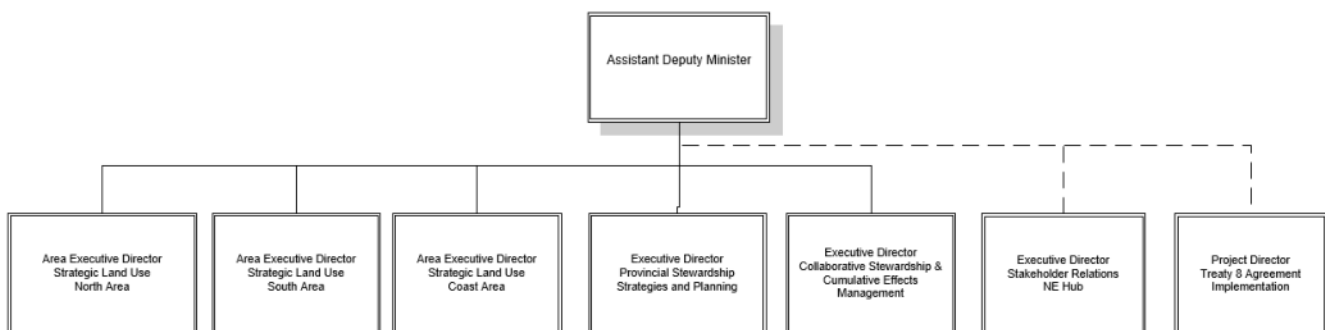 Assistant Deputy Minister
Area Executive Director
Strategic Land Use
North Area
Area Executive Director
Strategic Land Use
South Area
Area Executive Director
Strategic Land Use
Coast Area
Executive Director
Provincial Stewardship
Strategies and Planning
Executive Director
Collaborative Stewardship &
Cumulative Effects
Management
Executive Director
Stakeholder Relations
NE Hub
Project Director
Treaty 8 Agreement
Implementation